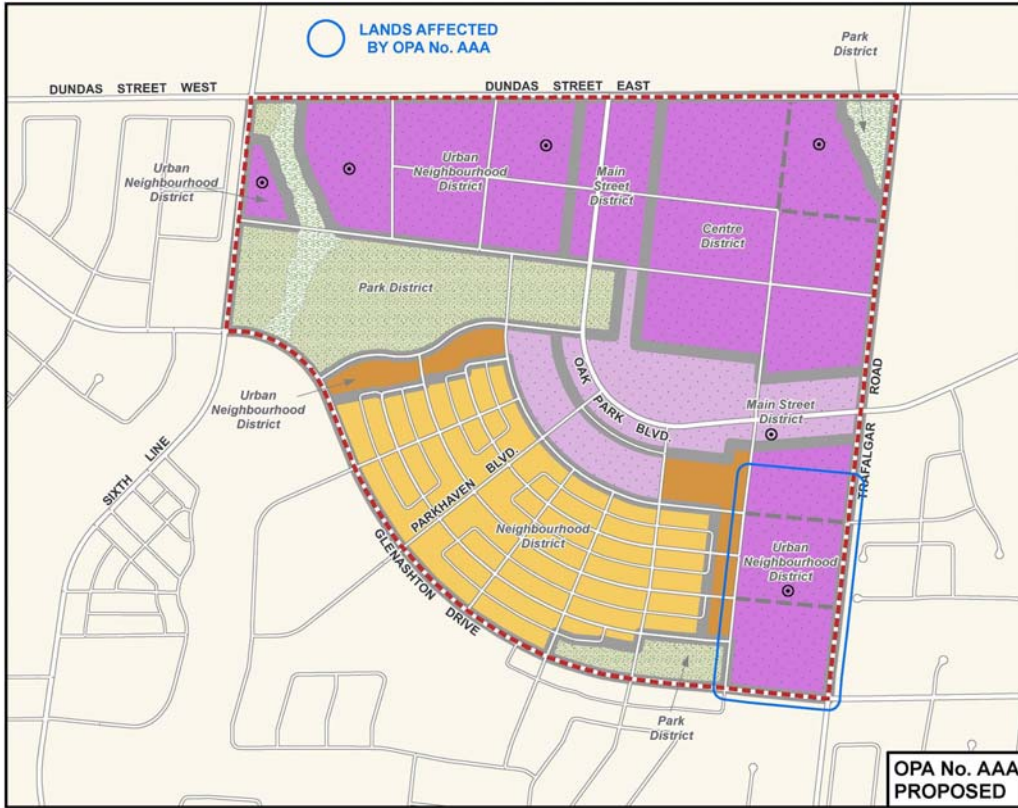 LANDS AFFECTED
BY OPA No. AAA
Park
District
DUNDAS STREET WEST
DUNDAS STREET EAST
Urban
Neighbourhood
District
Urban
Neighbourhood
District
Main
Street
District
Centre
District
Park District
OAK PARK BLVD.
Urban
Neighbourhood
District
Main Street
District
TRAFALGAR ROAD
SIXTH LINE
PARKHAVEN BLVD.
Neighbourhood
District
GLENASHTON DRIVE
Urban
Neighbourhood
District
Park
District
OPA No. AAA
PROPOSED